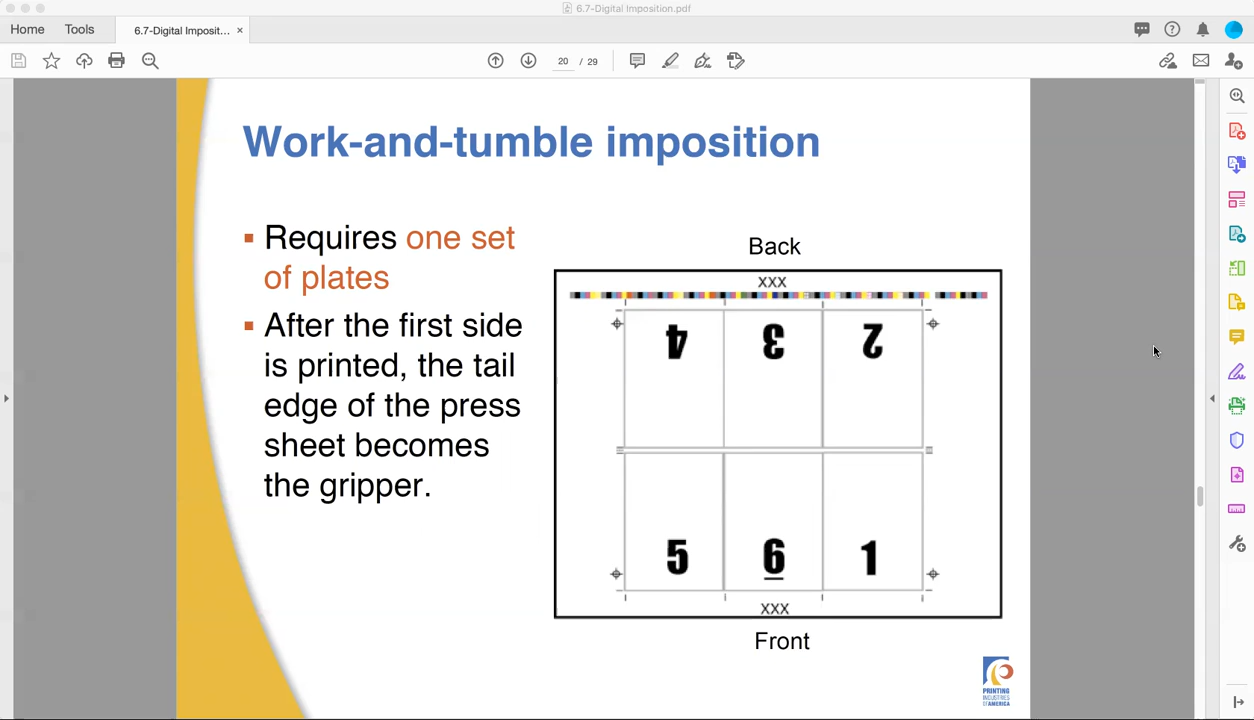 6.7-Digital Imposition.pdf
Home
Tools
6.7-Digital Imposit... ×
20 / 29
Work-and-tumble imposition
Requires one set
of plates
After the first side
is printed, the tail
edge of the press
sheet becomes
the gripper.
Back
XXX
4 3 2
5 6 1
XXX
Front
PRINTING
INDUSTRIES
OF AMERICA